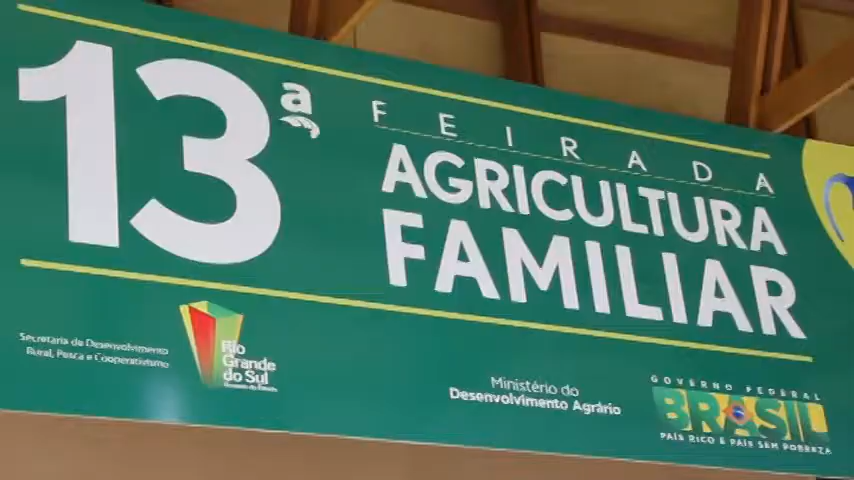 13ª
FEIRA DA
AGRICULTURA
FAMILIAR
Secretaria de Desenvolvimento
Rural, Pesca e Cooperativismo
Rio
Grande
do Sul
Ministério do
Desenvolvimento Agrário
GOVERNO FEDERAL
BRASIL
PAÍS RICO É PAÍS SEM POBREZA